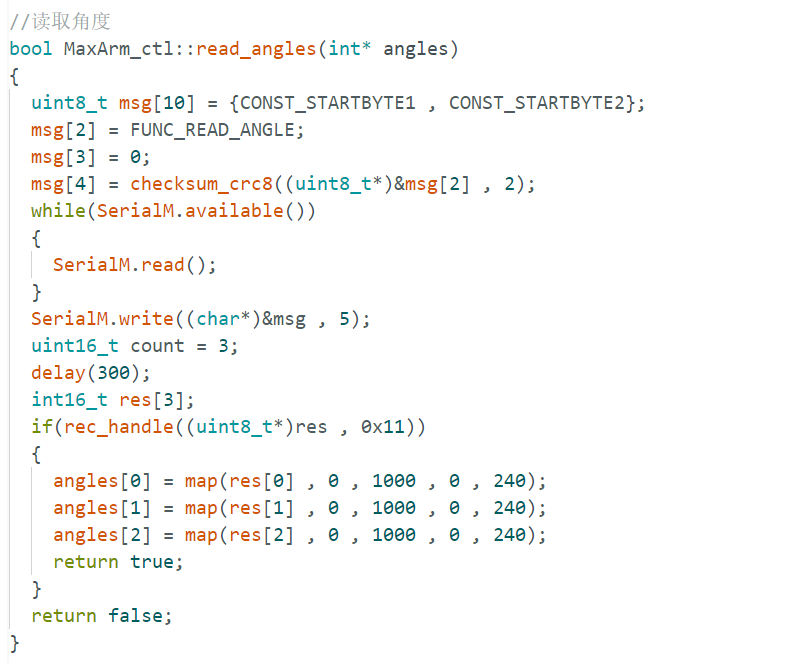 //读取角度
bool MaxArm_ctl::read_angles(int* angles)
{
  uint8_t msg[10] = {CONST_STARTBYTE1 , CONST_STARTBYTE2};
  msg[2] = FUNC_READ_ANGLE;
  msg[3] = 0;
  msg[4] = checksum_crc8((uint8_t*)&msg[2] , 2);
  while(SerialM.available())
  {
    SerialM.read();
  }
  SerialM.write((char*)&msg , 5);
  uint16_t count = 3;
  delay(300);
  int16_t res[3];
  if(rec_handle((uint8_t*)res , 0x11))
  {
    angles[0] = map(res[0] , 0 , 1000 , 0 , 240);
    angles[1] = map(res[1] , 0 , 1000 , 0 , 240);
    angles[2] = map(res[2] , 0 , 1000 , 0 , 240);
    return true;
  }
  return false;
}